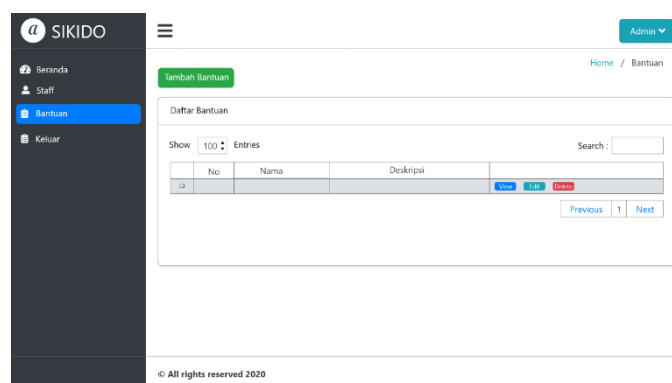 a SIKIDO
Admin
Beranda
Staff
Bantuan
Keluar
Home / Bantuan
Tambah Bantuan
Daftar Bantuan
Show 100 Entries
Search :
No Nama Deskripsi
View Edit Delete
Previous 1 Next
© All rights reserved 2020